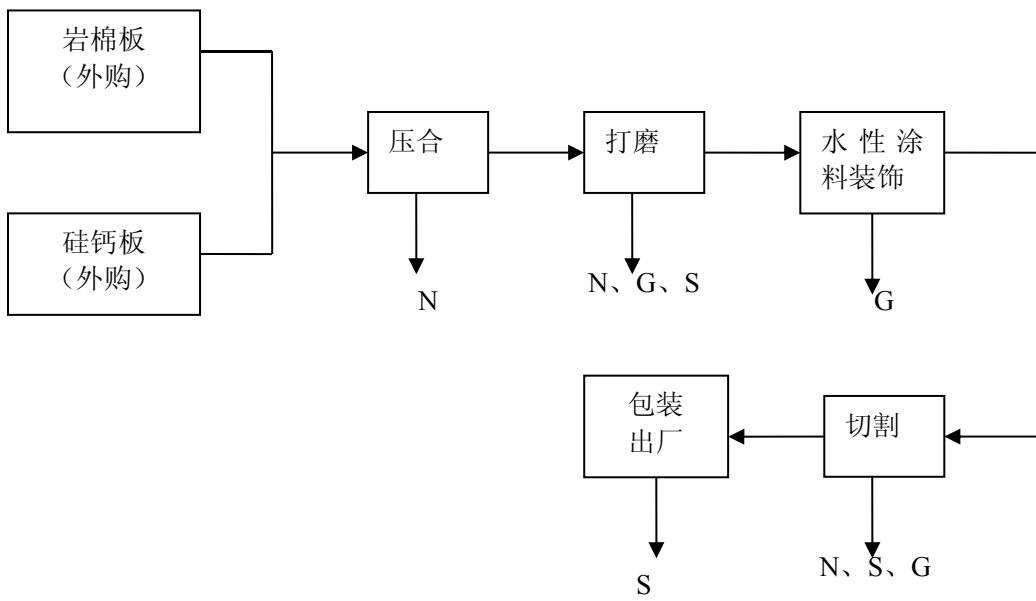 岩棉板
（外购）
硅钙板
（外购）
压合
打磨
水性涂
料装饰
N
N、G、S
G
包装
出厂
切割
S
N、S、G